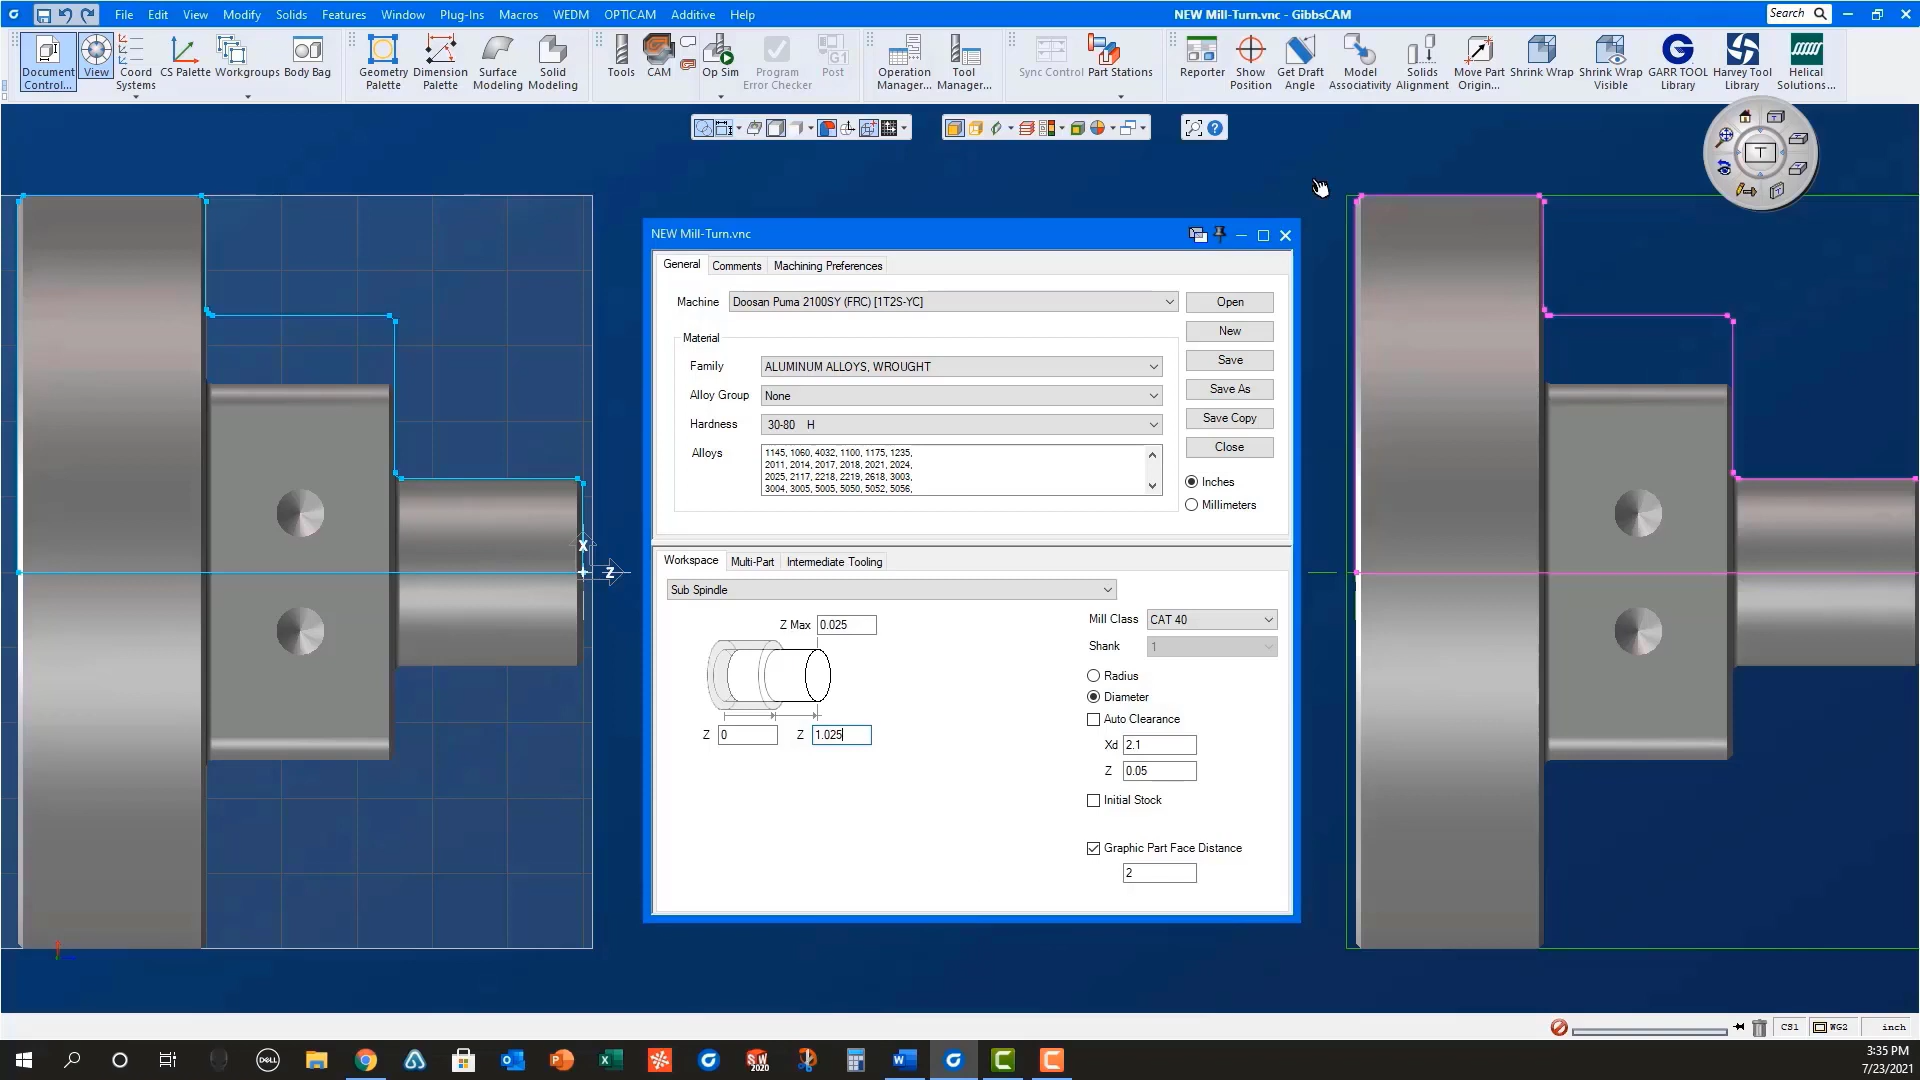 File Edit View Modify Solids Features Window Plug-Ins Macros WEDM OPTICAM Additive Help
NEW Mill-Turn.vnc - GibbsCAM
Search
Document Control...
View
Coord Systems
CS Palette
Workgroups
Body Bag
Geometry Palette
Dimension Palette
Surface Modeling
Solid Modeling
Tools
CAM
Op Sim
Program Error Checker
G1
Post
Operation Manager...
Tool Manager...
Sync Control
Part Stations
Reporter
Show Position
Get Draft Angle
Model Associativity
Solids Alignment
Move Part Origin...
Shrink Wrap
Shrink Wrap Visible
GARR TOOL Library
Harvey Tool Library
Helical Solutions...
T
NEW Mill-Turn.vnc
General Comments Machining Preferences
Machine Doosan Puma 2100SY (FRC) [1T2S-YC] Open
New
Material
Save
Family ALUMINUM ALLOYS, WROUGHT
Save As
Alloy Group None
Save Copy
Hardness 30-80 H
Close
Alloys 1145, 1060, 4032, 1100, 1175, 1235,
2011, 2014, 2017, 2018, 2021, 2024,
2025, 2117, 2218, 2219, 2618, 3003,
3004, 3005, 5005, 5050, 5052, 5056,
Inches
Millimeters
X
Z
Workspace Multi-Part Intermediate Tooling
Sub Spindle
Z Max 0.025
Z 0 Z 1.025
Mill Class CAT 40
Shank 1
Radius
Diameter
Auto Clearance
Xd 2.1
Z 0.05
Initial Stock
Graphic Part Face Distance
2
CS1 WG2 inch
DELL
SW 2020
3:35 PM
7/23/2021